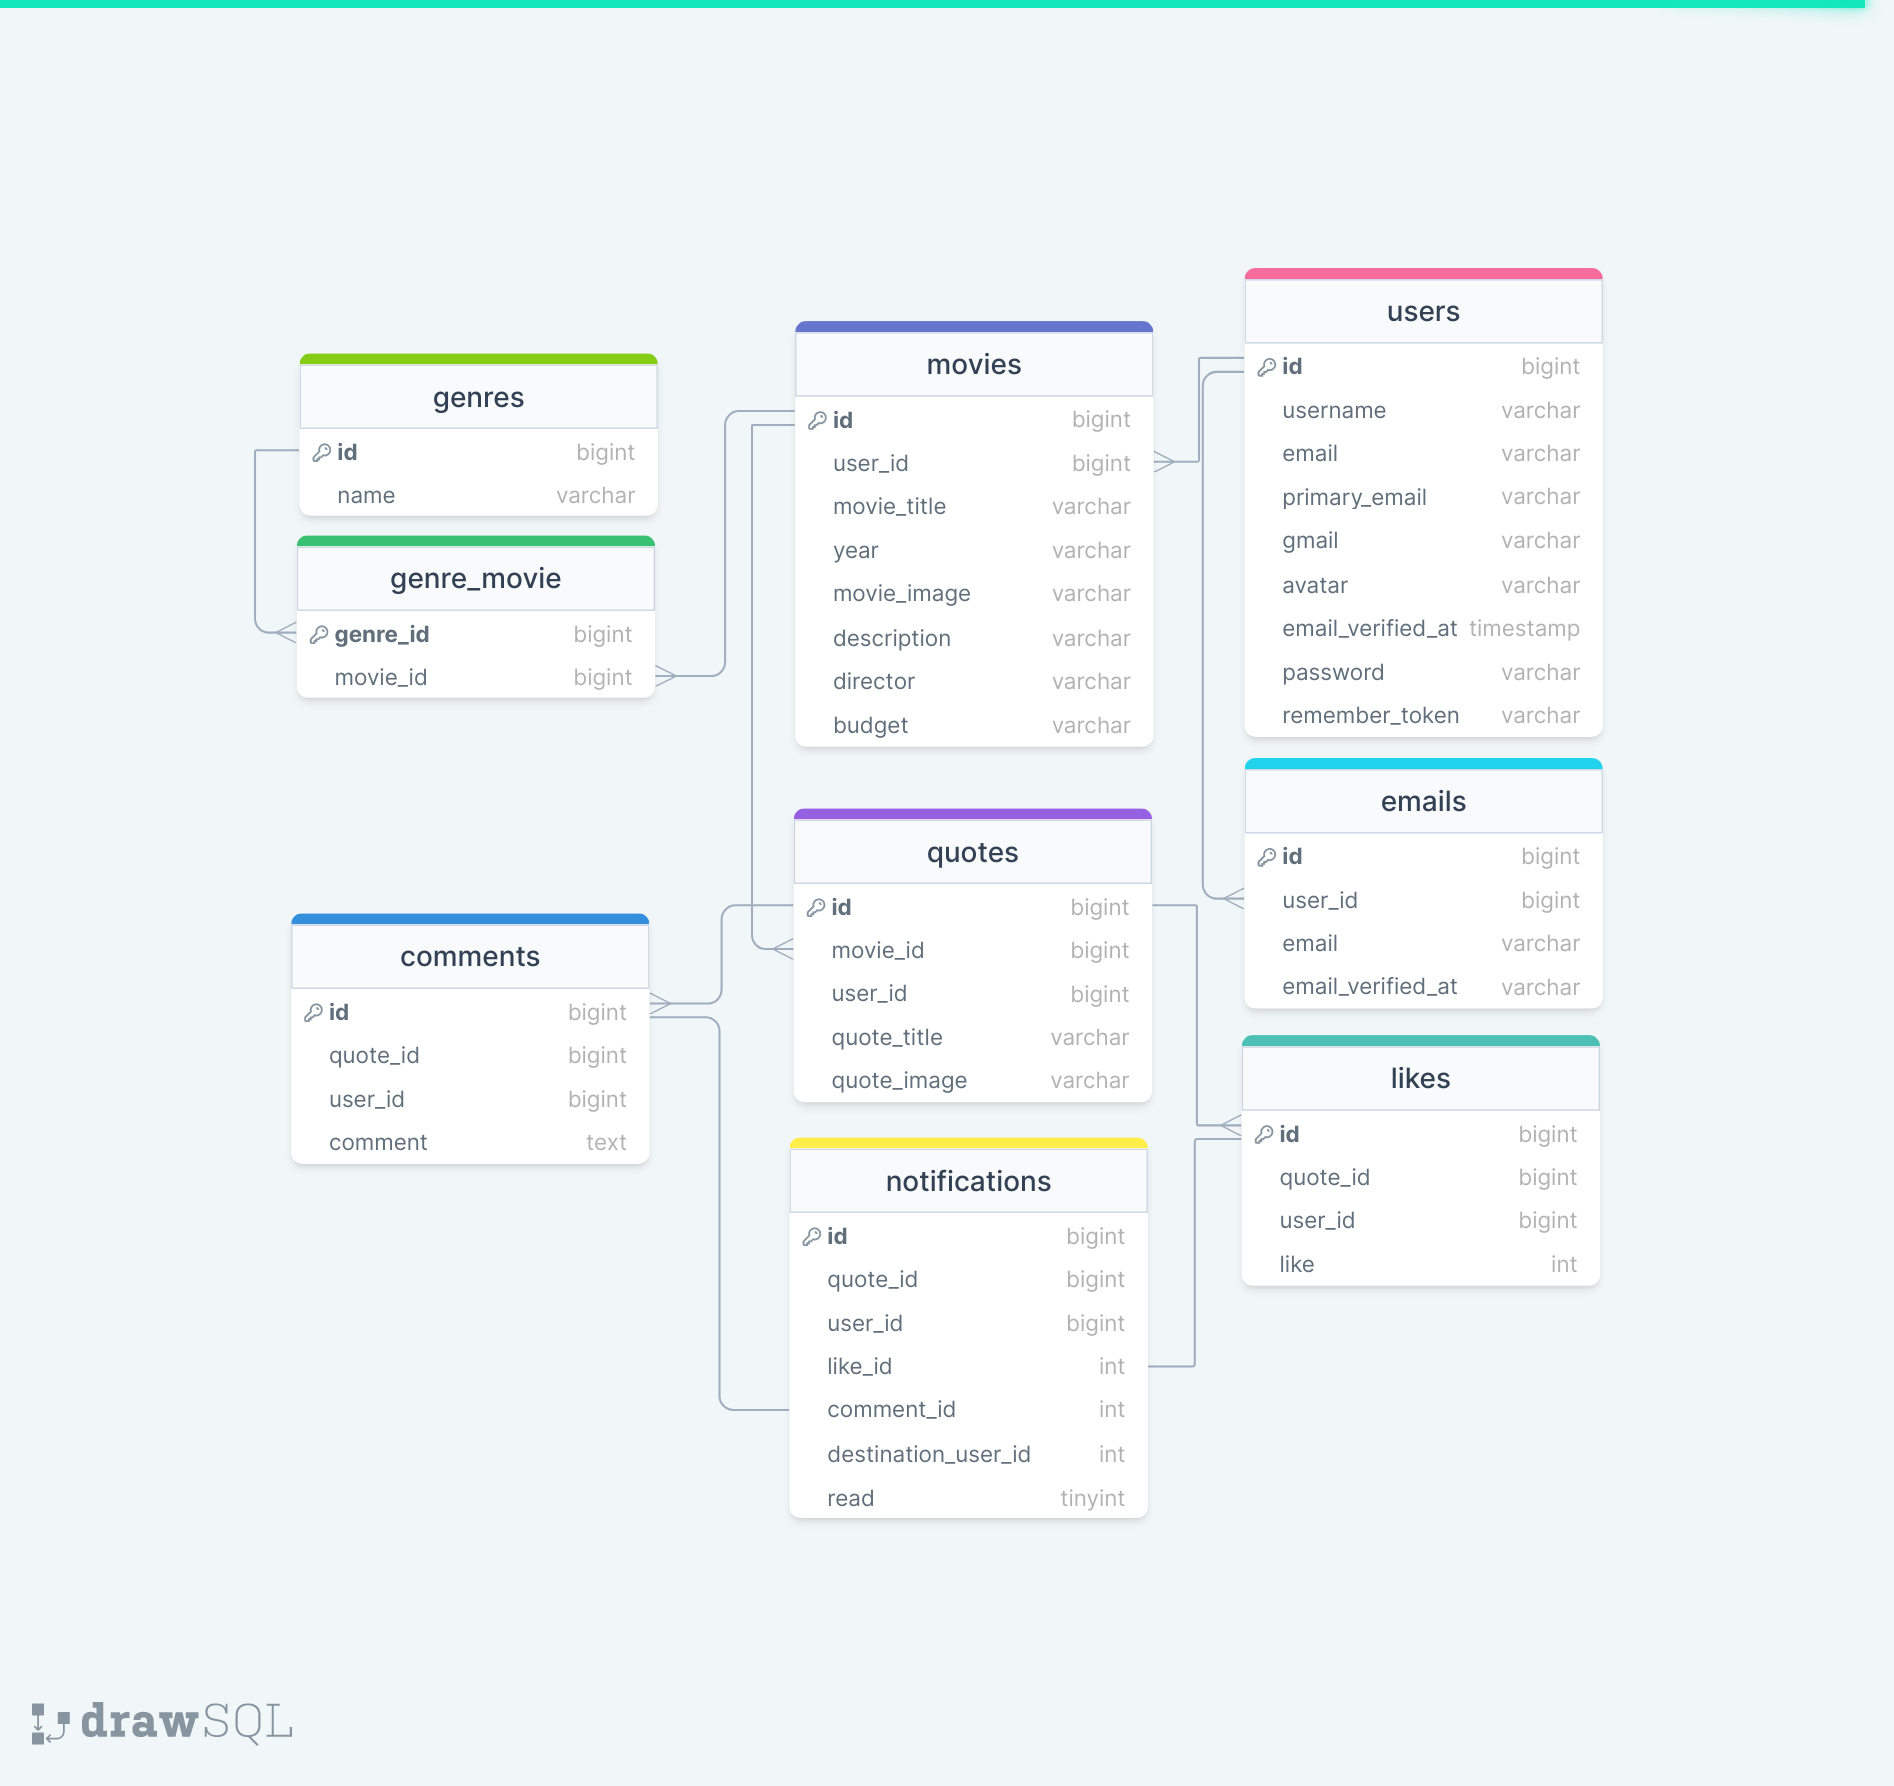 genres
id bigint
name varchar
genre_movie
genre_id bigint
movie_id bigint
movies
id bigint
user_id bigint
movie_title varchar
year varchar
movie_image varchar
description varchar
director varchar
budget varchar
users
id bigint
username varchar
email varchar
primary_email varchar
gmail varchar
avatar varchar
email_verified_at timestamp
password varchar
remember_token varchar
emails
id bigint
user_id bigint
email varchar
email_verified_at varchar
quotes
id bigint
movie_id bigint
user_id bigint
quote_title varchar
quote_image varchar
comments
id bigint
quote_id bigint
user_id bigint
comment text
likes
id bigint
quote_id bigint
user_id bigint
like int
notifications
id bigint
quote_id bigint
user_id bigint
like_id int
comment_id int
destination_user_id int
read tinyint
drawSQL